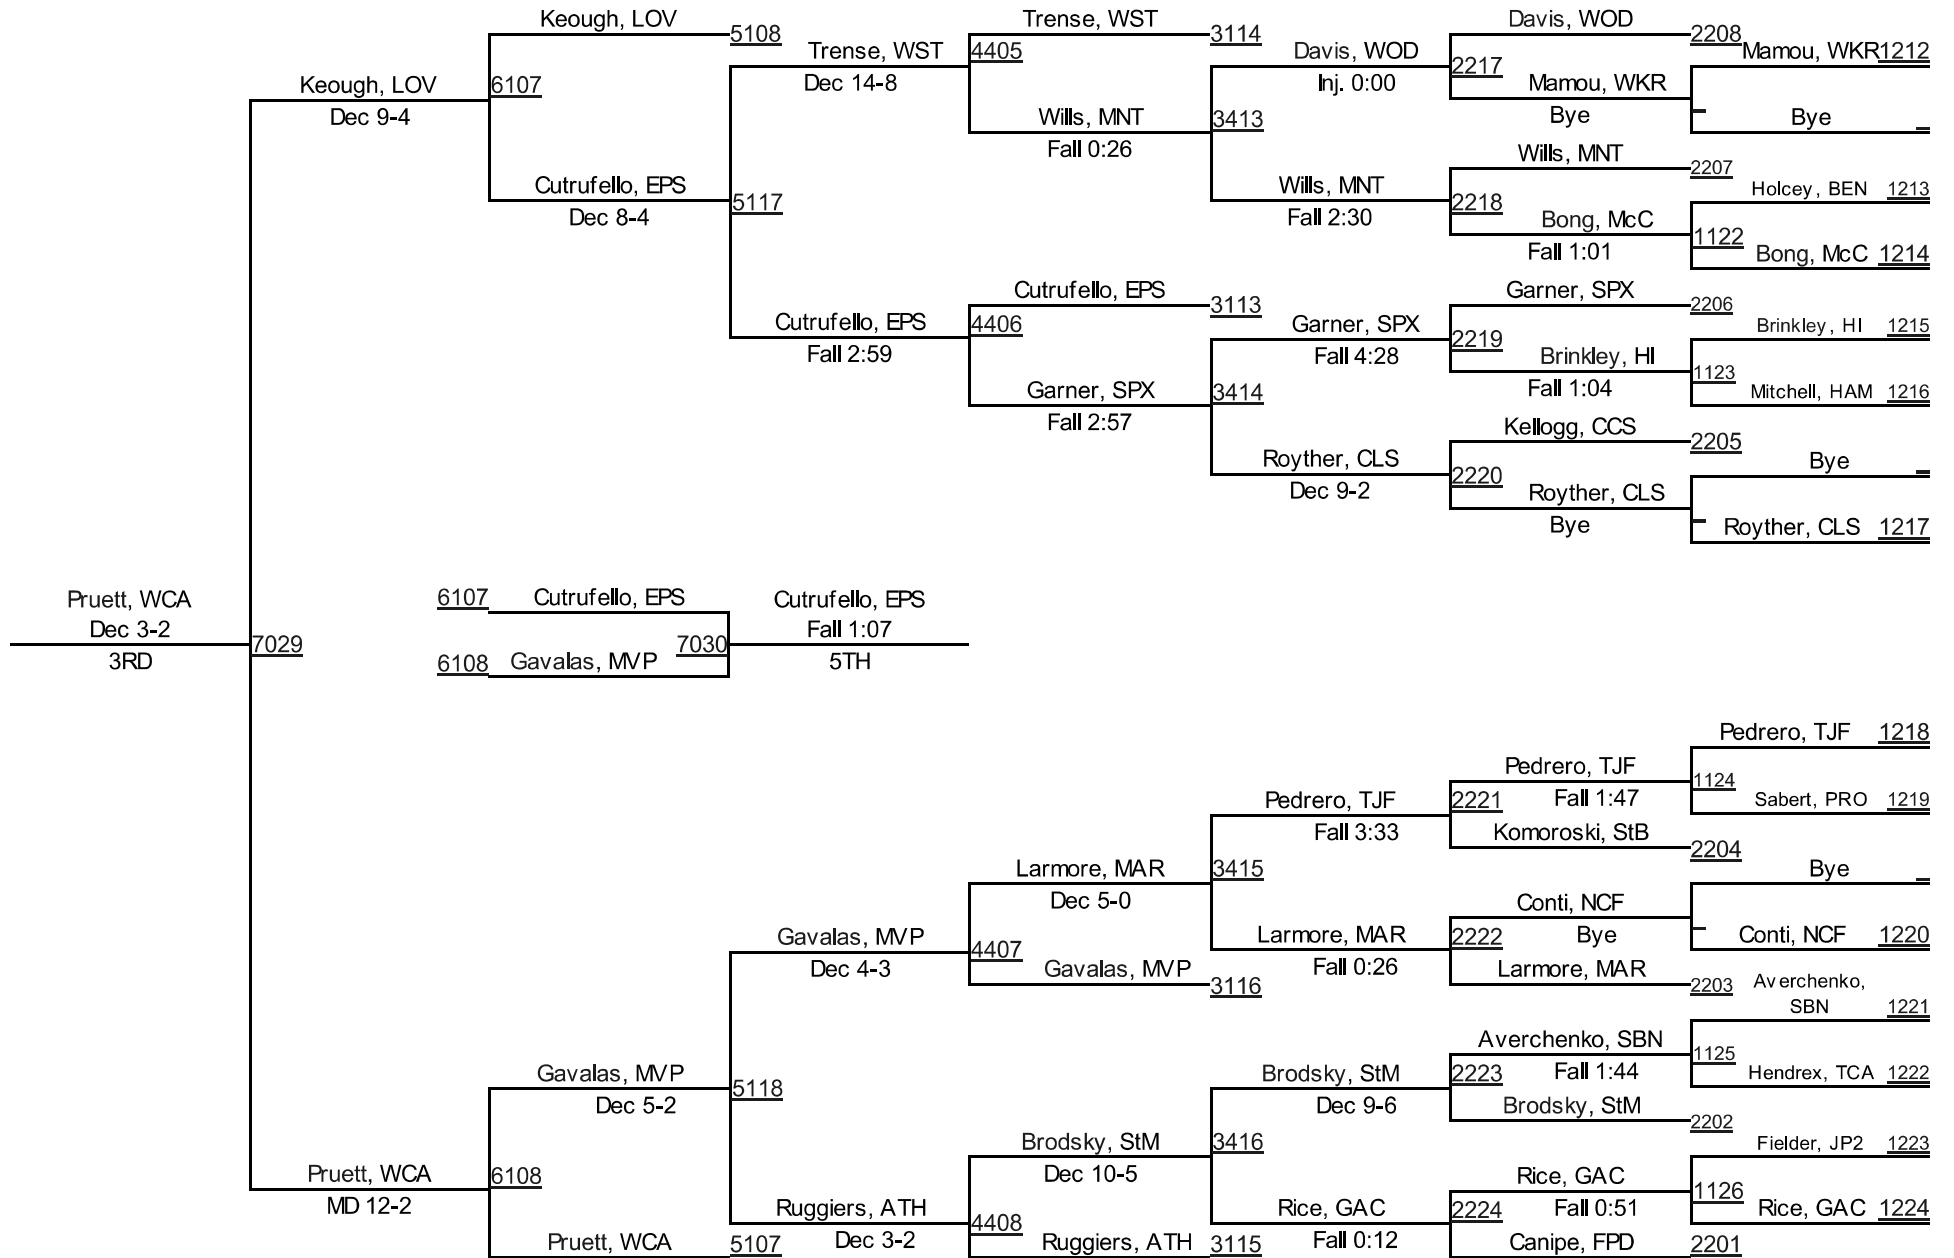 Keough, LOV
5108
Trense, WST
3114
Davis, WOD
2208
Mamou, WKR
1212
Trense, WST
4405
Davis, WOD
2217
Keough, LOV
6107
Dec 14-8
Inj. 0:00
Mamou, WKR
Dec 9-4
Wills, MNT
3413
Bye
Bye
Fall 0:26
Wills, MNT
2207
Cutrufello, EPS
5117
Wills, MNT
2218
Holcey, BEN
1213
Dec 8-4
Fall 2:30
Bong, McC
1122
Fall 1:01
Bong, McC
1214
Cutrufello, EPS
3113
Garner, SPX
2206
Cutrufello, EPS
4406
Garner, SPX
2219
Brinkley, HI
1215
Fall 2:59
Fall 4:28
Brinkley, HI
1123
Garner, SPX
3414
Fall 1:04
Mitchell, HAM
1216
Fall 2:57
Kellogg, CCS
2205
Royther, CLS
2220
Bye
Dec 9-2
Royther, CLS
Bye
Royther, CLS
1217
Pruett, WCA
6107
Cutrufello, EPS
Cutrufello, EPS
Dec 3-2
7029
7030
Fall 1:07
3RD
6108
Gavalas, MVP
5TH
Pedrero, TJF
1218
Pedrero, TJF
1124
Pedrero, TJF
2221
Fall 1:47
Sabert, PRO
1219
Fall 3:33
Komoroski, StB
2204
Larmore, MAR
3415
Bye
Dec 5-0
Conti, NCF
Gavalas, MVP
4407
Larmore, MAR
2222
Bye
Conti, NCF
1220
Dec 4-3
Gavalas, MVP
3116
Fall 0:26
Larmore, MAR
2203
Averchenko,
SBN
1221
Averchenko, SBN
1125
Gavalas, MVP
5118
Brodsky, StM
2223
Fall 1:44
Hendrex, TCA
1222
Dec 5-2
Dec 9-6
Brodsky, StM
2202
Brodsky, StM
3416
Fielder, JP2
1223
Pruett, WCA
6108
Dec 10-5
Rice, GAC
1126
MD 12-2
Ruggiers, ATH
4408
Rice, GAC
2224
Fall 0:51
Rice, GAC
1224
Pruett, WCA
5107
Dec 3-2
Ruggiers, ATH
3115
Fall 0:12
Canipe, FPD
2201